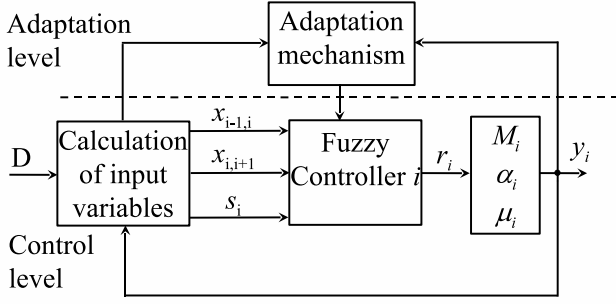 Adaptation
level
Adaptation
mechanism
D
Calculation
of input
variables
x_{i-1,i}
x_{i,i+1}
s_i
Fuzzy
Controller i
r_i
M_i
α_i
μ_i
y_i
Control
level